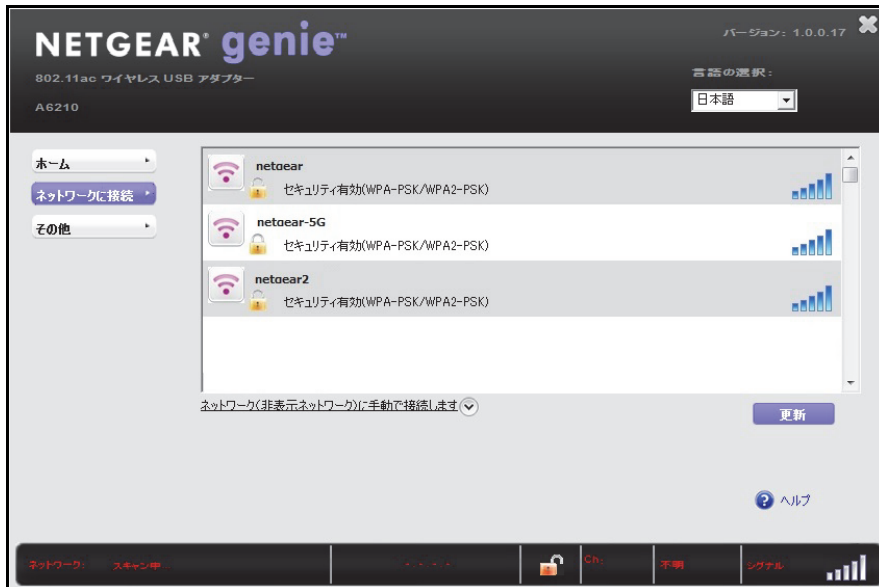 NETGEAR® genie™
バージョン: 1.0.0.17
802.11ac ワイヤレス USB アダプター
言語の選択:
A6210
日本語
ホーム
ネットワークに接続
その他
netgear
セキュリティ有効(WPA-PSK/WPA2-PSK)
netgear-5G
セキュリティ有効(WPA-PSK/WPA2-PSK)
netgear2
セキュリティ有効(WPA-PSK/WPA2-PSK)
ネットワーク(非表示ネットワーク)に手動で接続します
更新
? ヘルプ
ネットワーク: スキャン中 - - - - Ch: 不明 シグナル